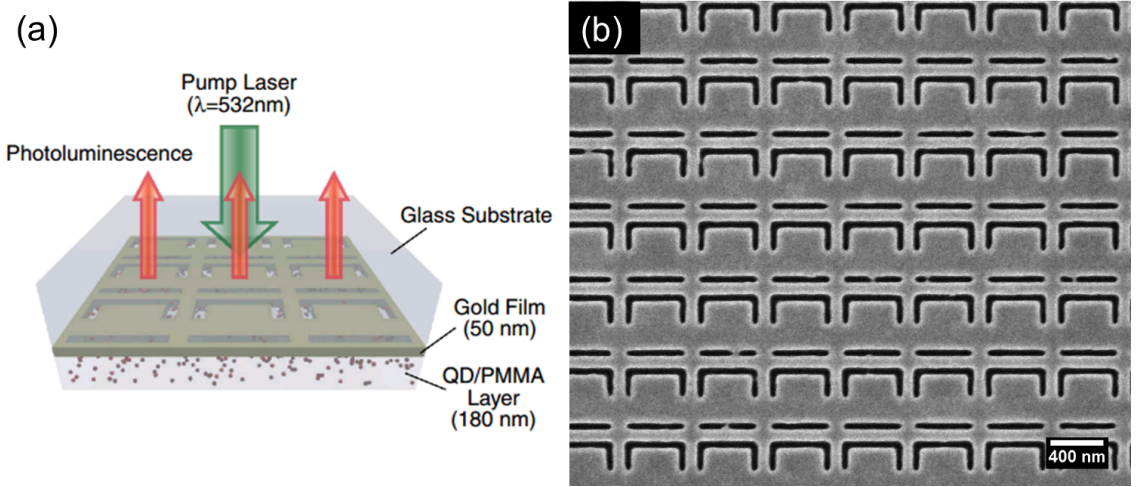 (a)
Pump Laser
(λ=532nm)
Photoluminescence
Glass Substrate
Gold Film
(50 nm)
QD/PMMA
Layer
(180 nm)
(b)
400 nm